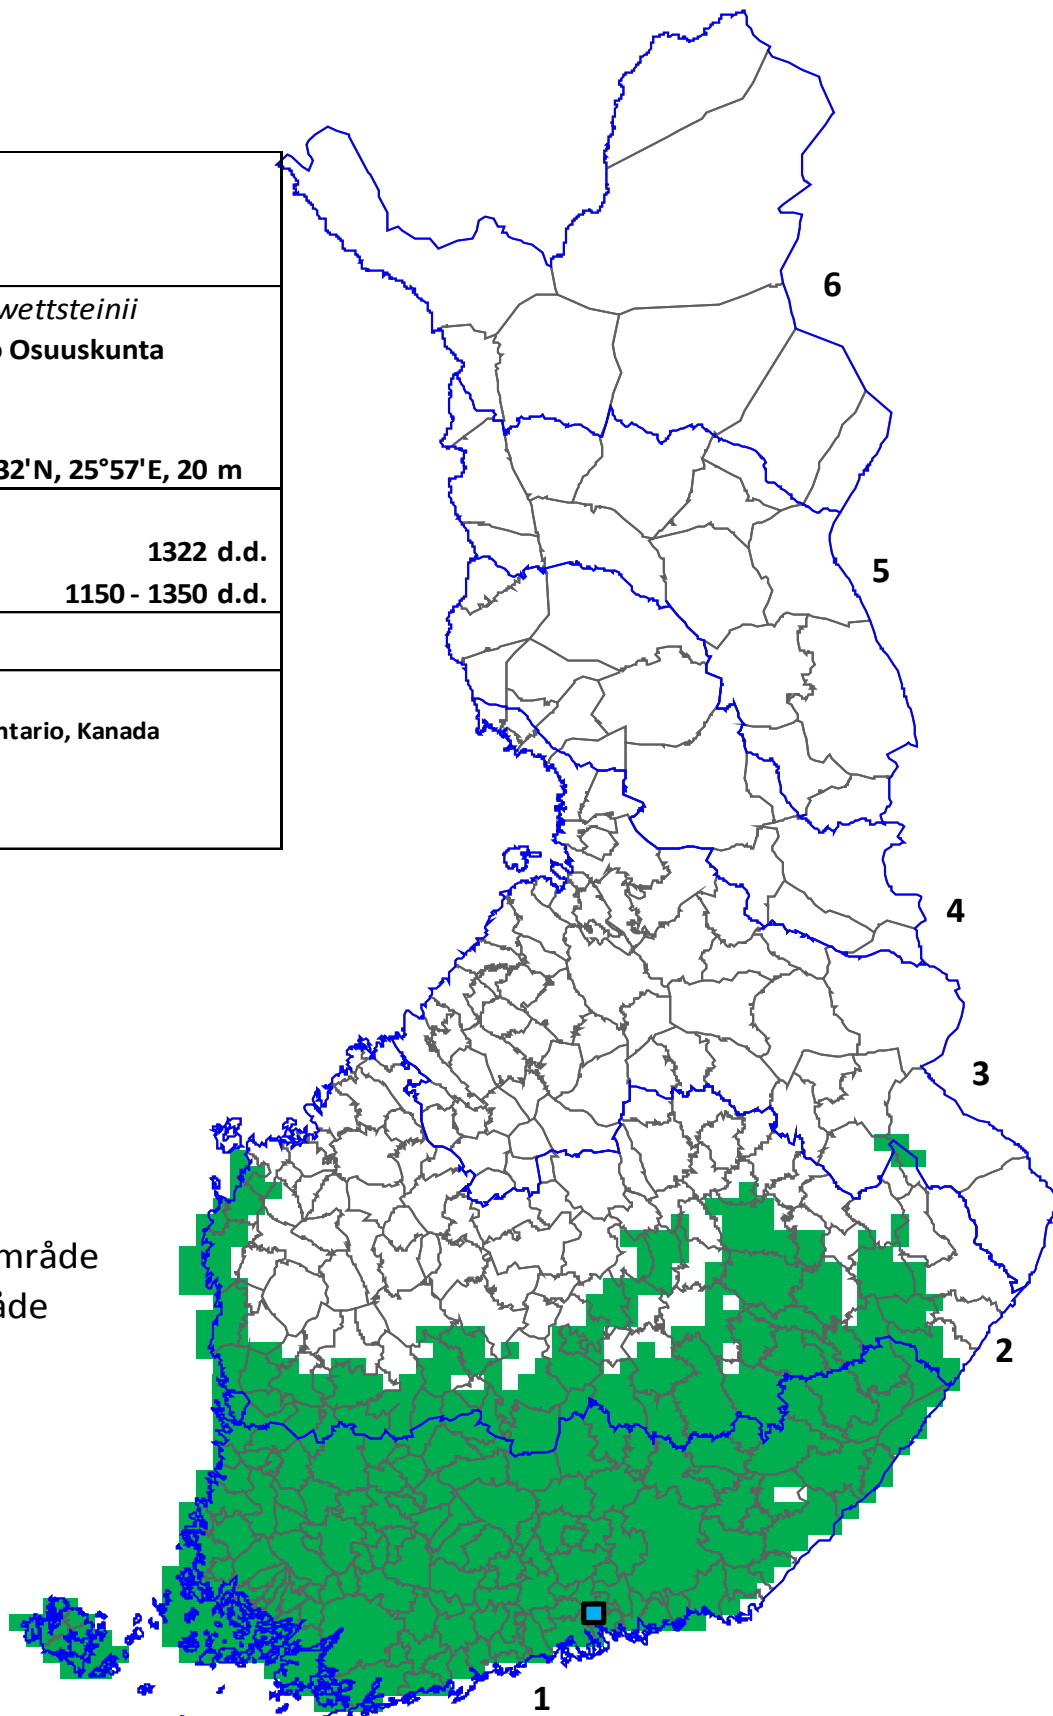 wettsteinii
Osuuskunta
32'N, 25°57'E, 20 m
1322 d.d.
1150 - 1350 d.d.
ntario, Kanada
mråde
åde
6
5
4
3
2
1